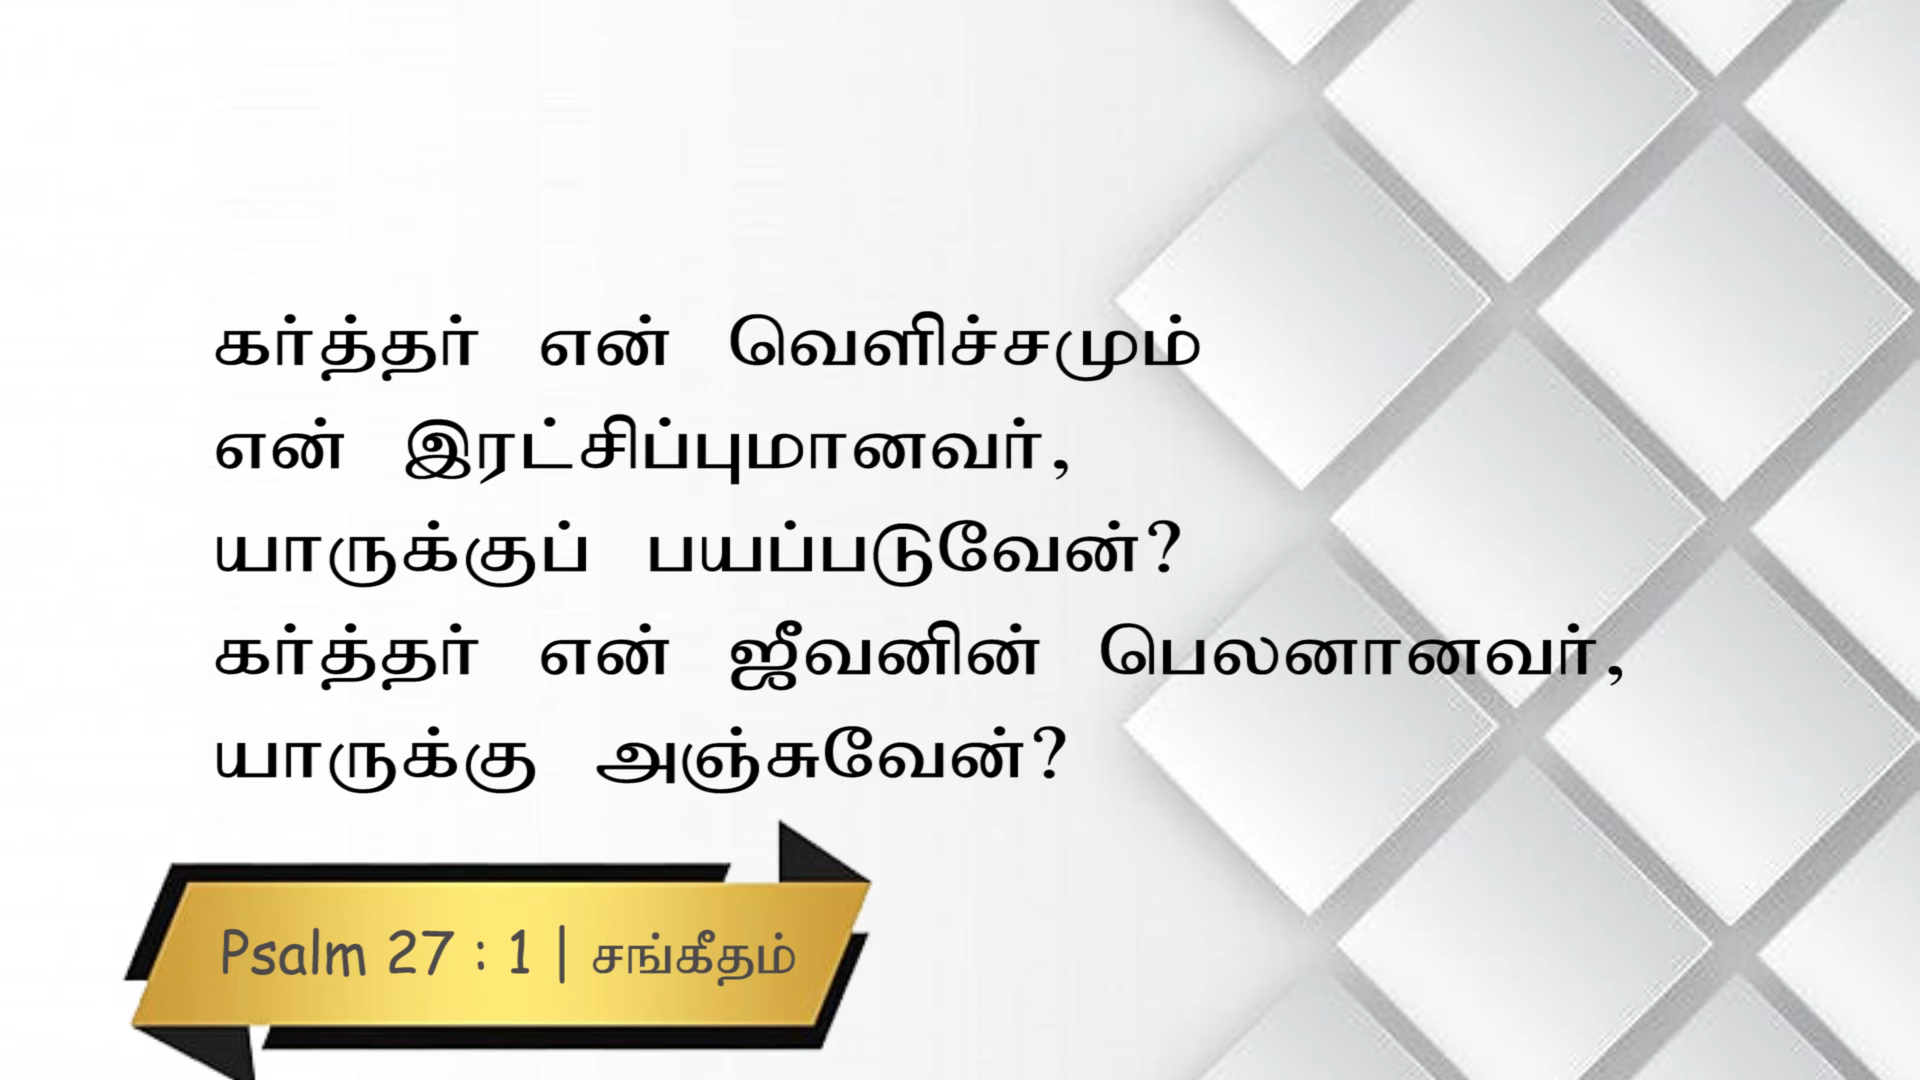 கர்த்தர் என் வெளிச்சமும்
என் இரட்சிப்புமானவர்,
யாருக்குப் பயப்படுவேன்?
கர்த்தர் என் ஜீவனின் பெலனானவர்,
யாருக்கு அஞ்சுவேன்?
Psalm 27 : 1 | சங்கீதம்